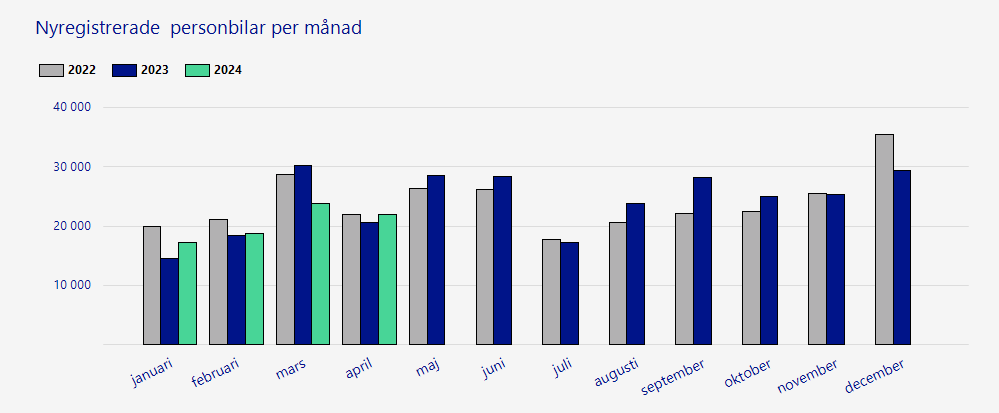 Nyregistrerade  personbilar per månad
2022 2023 2024
40 000
30 000
20 000
10 000
januari februari mars april maj juni juli augusti september oktober november december